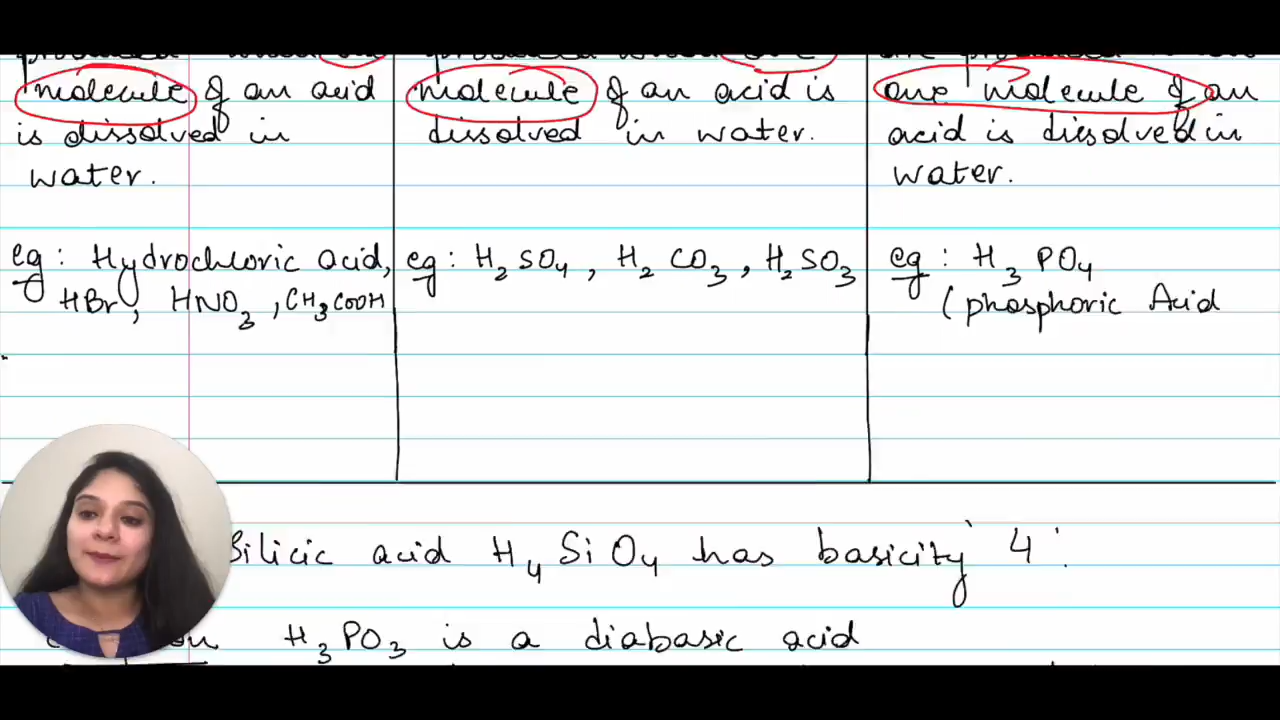 molecule of an acid
is dissolved in
water.
eg : Hydrochloric acid,
HBr, HNO3, CH3COOH
molecule of an acid is
dissolved in water.
eg : H2SO4, H2CO3, H2SO3
one molecule of an
acid is dissolved in
water.
eg : H3PO4
(phosphoric Acid
Silicic acid H4SiO4 has basicity '4'.
H3PO3 is a diabasic acid